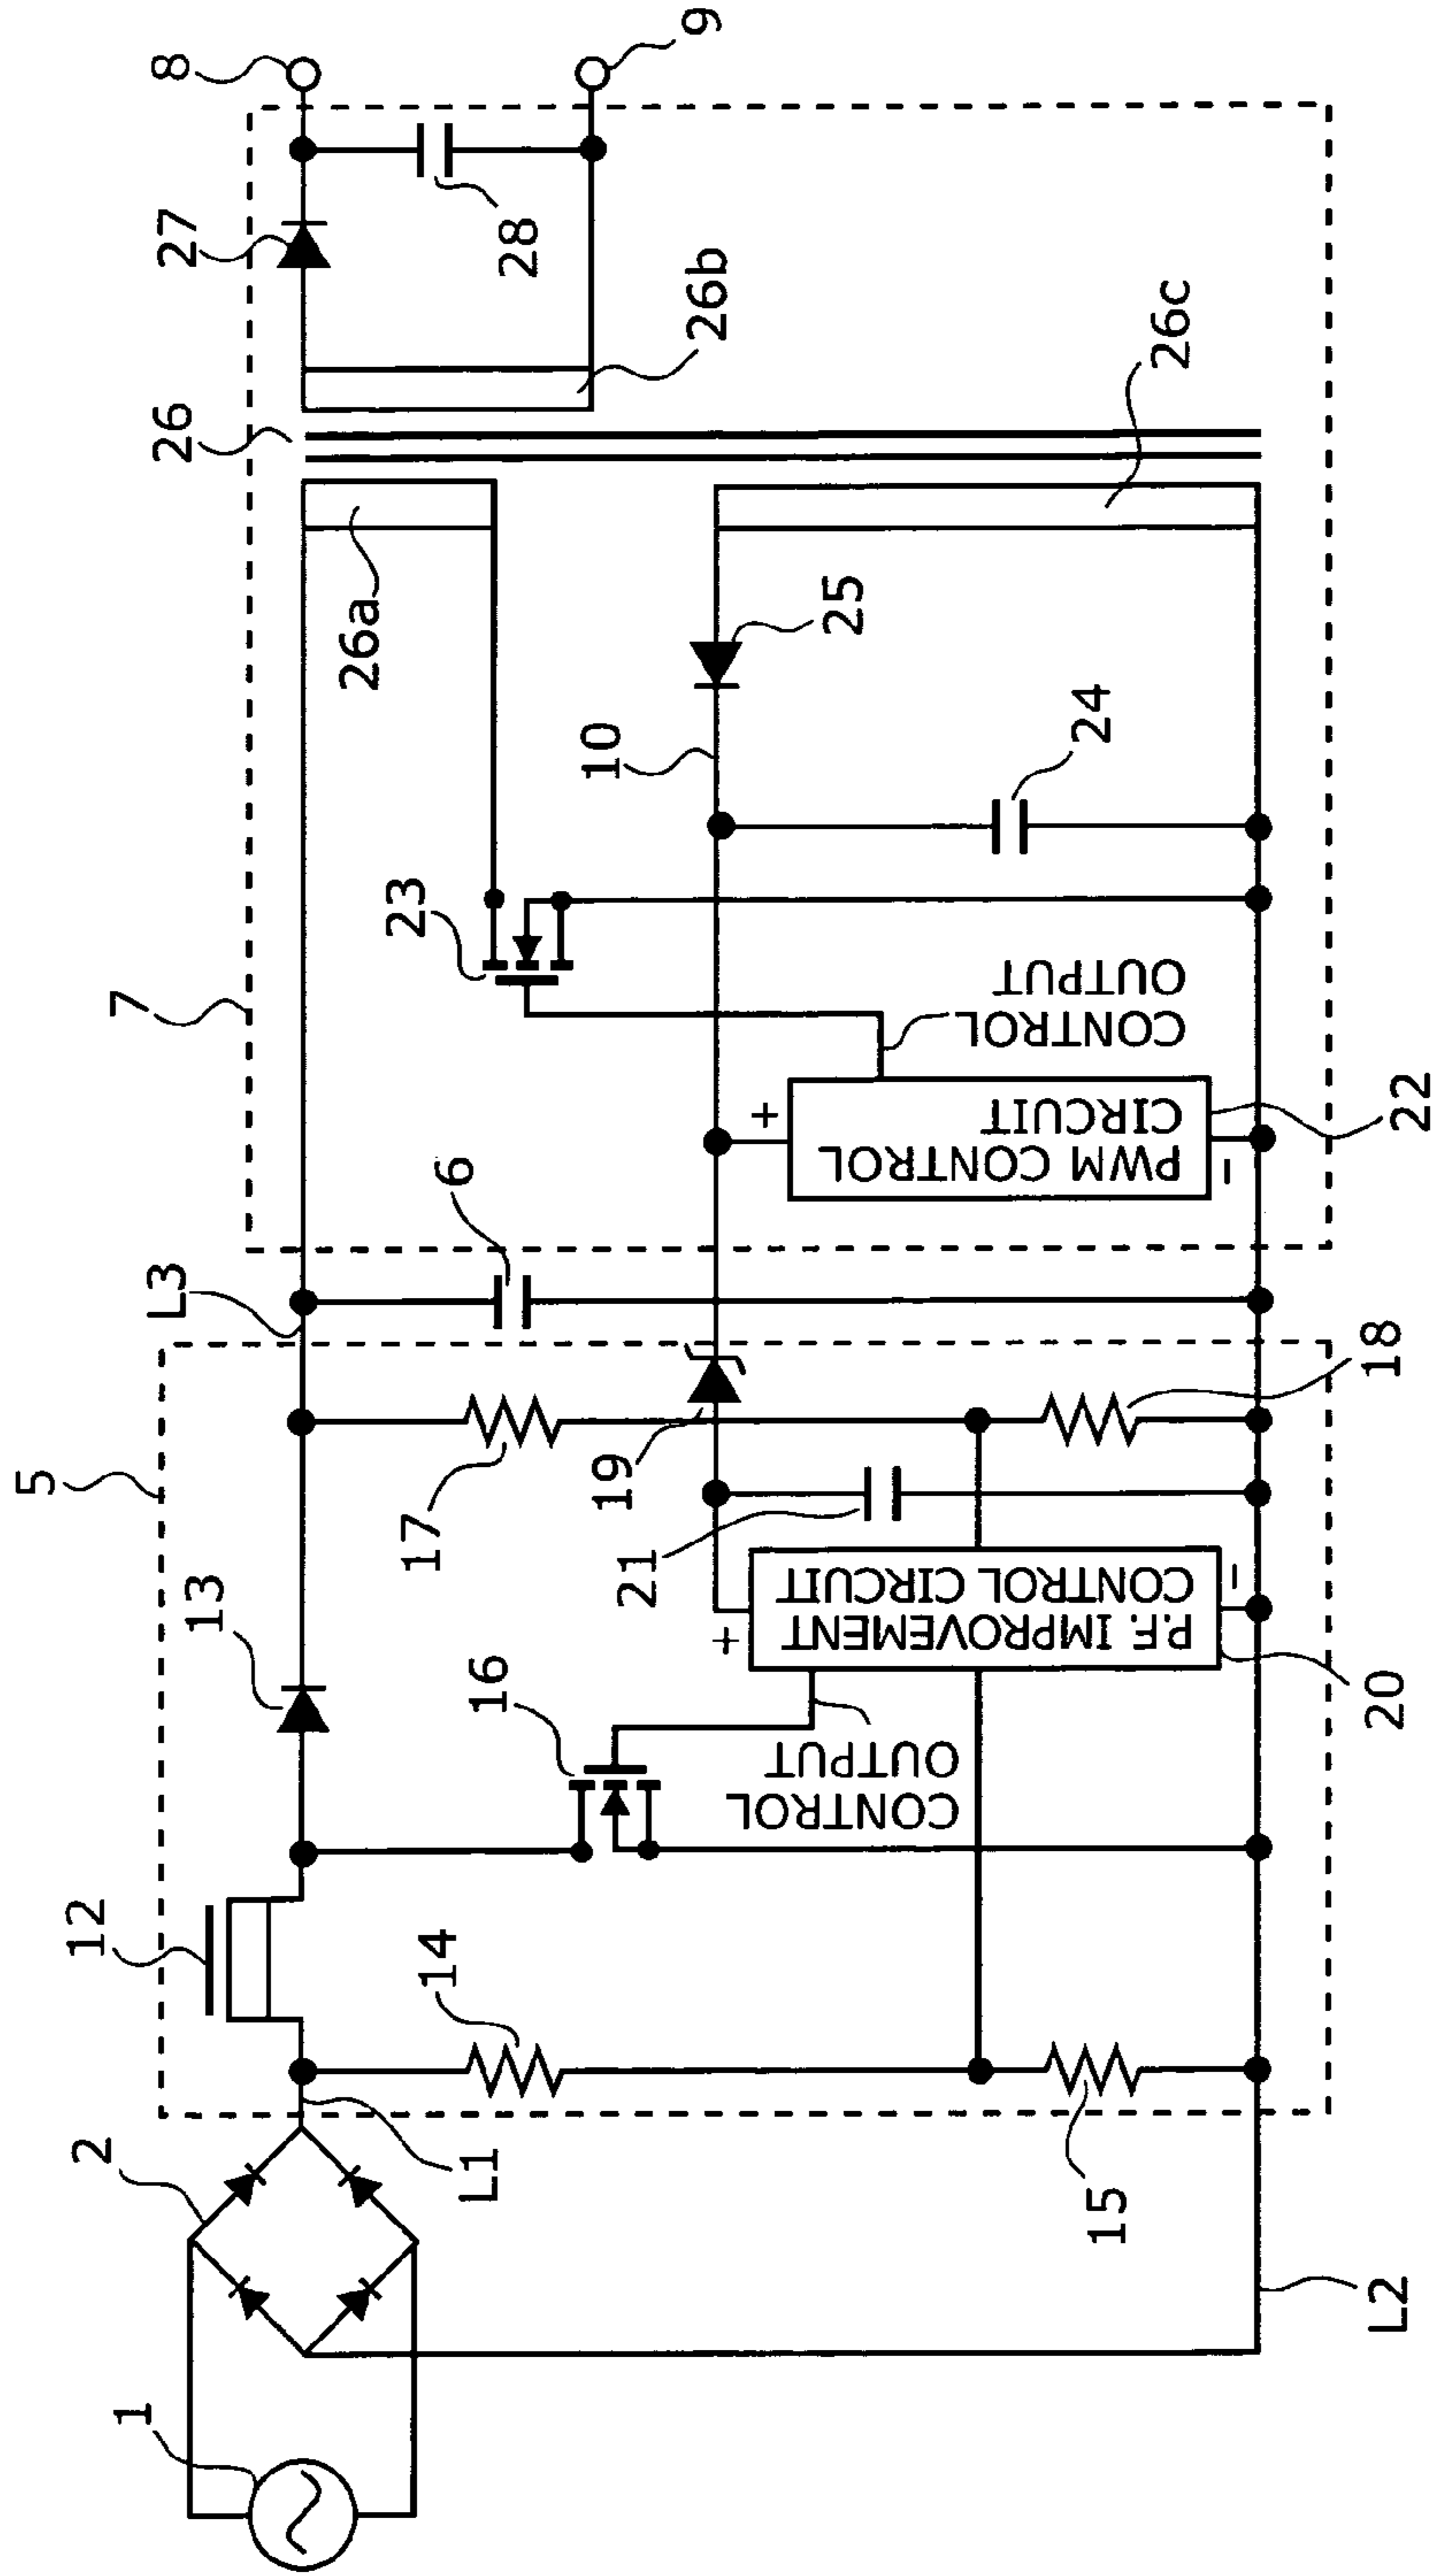 5
7
12
13
L3
6
26
27
8
9
16
17
23
26a
28
26b
1
2
14
19
10
25
26c
L1
CONTROL
OUTPUT
+
P.F. IMPROVEMENT
CONTROL CIRCUIT
−
21
+
PWM CONTROL
CIRCUIT
−
CONTROL
OUTPUT
24
15
20
18
22
L2